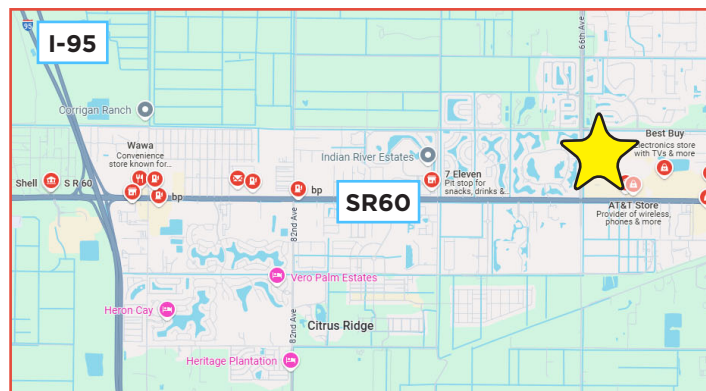 95
I-95
66th Ave
Corrigan Ranch
Wawa
Convenience
store known for...
Best Buy
electronics store
with TVs & more
Indian River Estates
Shell
S R 60
bp
bp
7 Eleven
Pit stop for
snacks, drinks &...
SR60
AT&T Store
Provider of wireless,
phones & more
82nd Ave
Vero Palm Estates
Heron Cay
82nd Ave
Citrus Ridge
Heritage Plantation